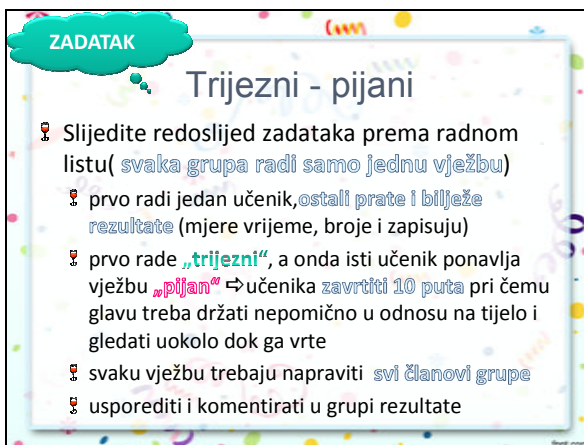 ZADATAK
Trijezni - pijani
Slijedite redoslijed zadataka prema radnom
listu( svaka grupa radi samo jednu vježbu)
prvo radi jedan učenik,ostali prate i bilježe
rezultate (mjere vrijeme, broje i zapisuju)
prvo rade „trijezni“, a onda isti učenik ponavlja
vježbu „pijan“ ⇨učenika zavrtiti 10 puta pri čemu
glavu treba držati nepomično u odnosu na tijelo i
gledati uokolo dok ga vrte
svaku vježbu trebaju napraviti svi članovi grupe
usporediti i komentirati u grupi rezultate